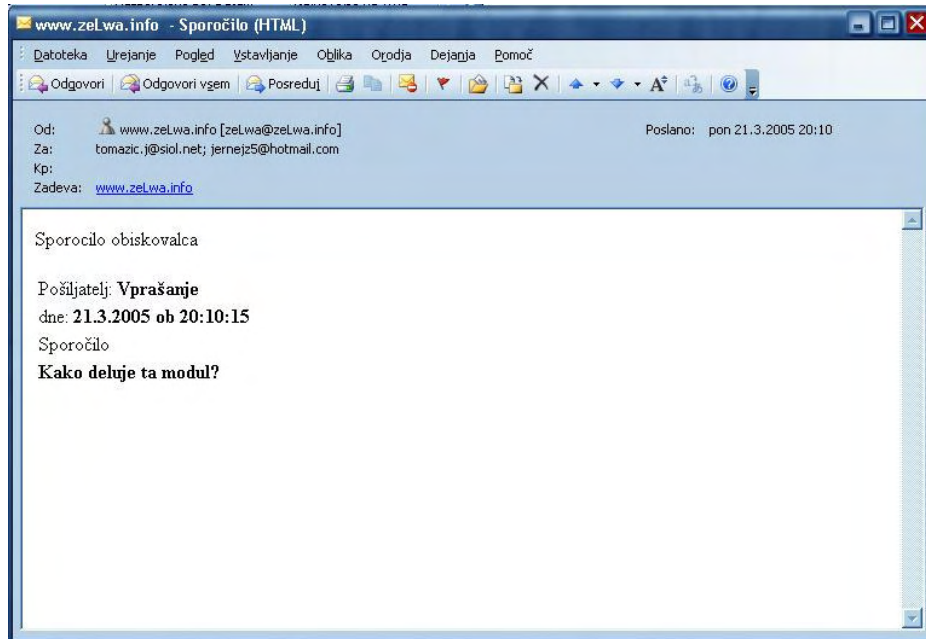 www.zeLwa.info - Sporočilo (HTML)
Datoteka Urejanje Pogled Vstavljanje Oblika Orodja Dejanja Pomoč
Odgovori Odgovori vsem Posreduj
Od: www.zeLwa.info [zeLwa@zeLwa.info] Poslano: pon 21.3.2005 20:10
Za: tomazic.j@siol.net; jernejz5@hotmail.com
Kp:
Zadeva: www.zeLwa.info
Sporocilo obiskovalca
Pošiljatelj: Vprašanje
dne: 21.3.2005 ob 20:10:15
Sporočilo
Kako deluje ta modul?